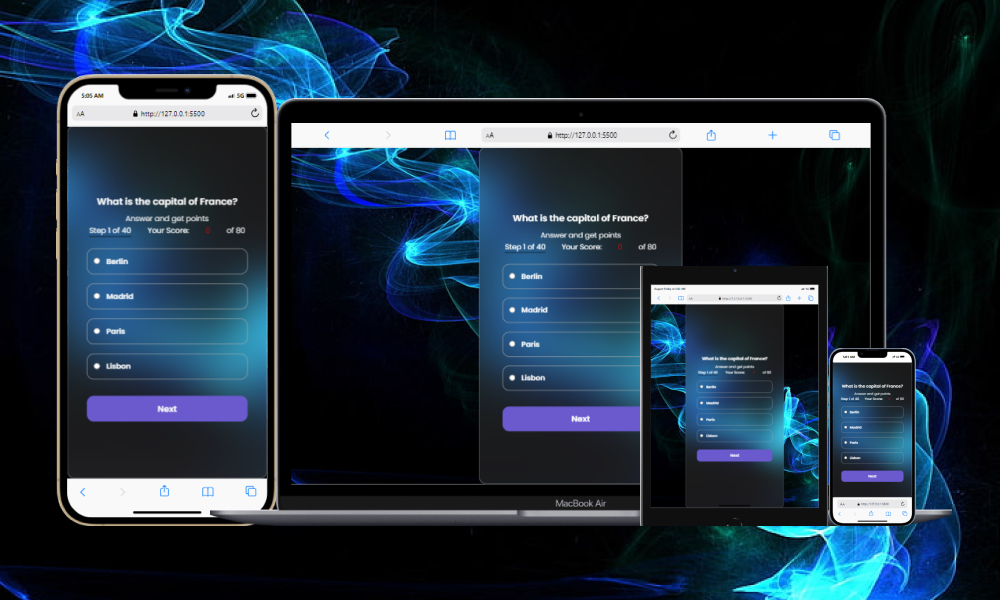 5:05 AM
5G
AA
http://127.0.0.1:5500
What is the capital of France?
Answer and get points
Step 1 of 40 Your Score: 0 of 80
Berlin
Madrid
Paris
Lisbon
Next
AA
http://127.0.0.1:5500
What is the capital of France?
Answer and get points
Step 1 of 40 Your Score: 0 of 80
Berlin
Madrid
Paris
Lisbon
Next
MacBook Air
What is the capital of France?
Answer and get points
Step 1 of 40 Your Score: of 80
Berlin
Madrid
Paris
Lisbon
Next
What is the capital of France?
Answer and get points
Step 1 of 40 Your Score: of 80
Berlin
Madrid
Paris
Lisbon
Next